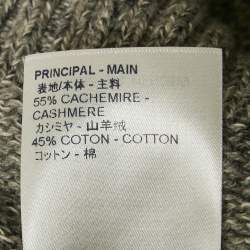 PRINCIPAL - MAIN
表地/本体 - 主料
55% CACHEMIRE -
CASHMERE
カシミヤ - 山羊绒
45% COTON - COTTON
コットン - 棉